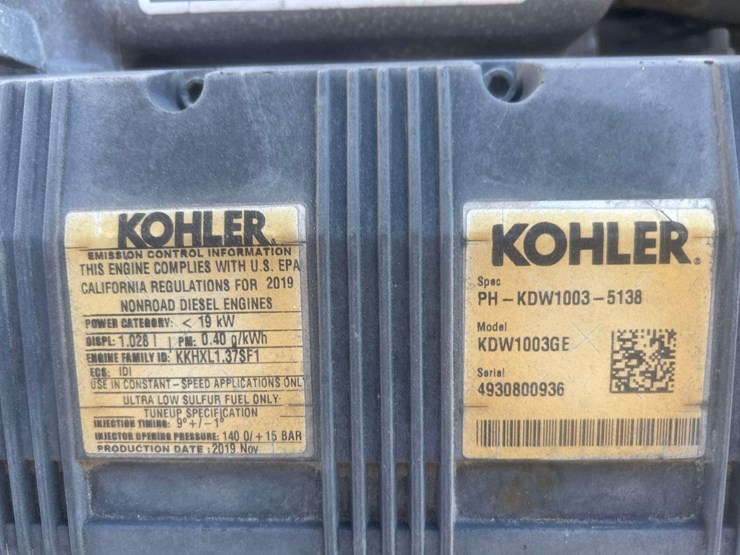 KOHLER.
EMISSION CONTROL INFORMATION
THIS ENGINE COMPLIES WITH U.S. EPA
CALIFORNIA REGULATIONS FOR 2019
NONROAD DIESEL ENGINES
POWER CATEGORY: < 19 kW
DISPL: 1.028 l PM: 0.40 g/kWh
ENGINE FAMILY ID: KKHXL1.37SF1
ECS: IDI
USE IN CONSTANT-SPEED APPLICATIONS ONLY
ULTRA LOW SULFUR FUEL ONLY
TUNEUP SPECIFICATION
INJECTION TIMING: 9° +/-1°
INJECTOR OPENING PRESSURE: 140 0/+15 BAR
PRODUCTION DATE: 2019 Nov
KOHLER®
Spec
PH-KDW1003-5138
Model
KDW1003GE
Serial
4930800936